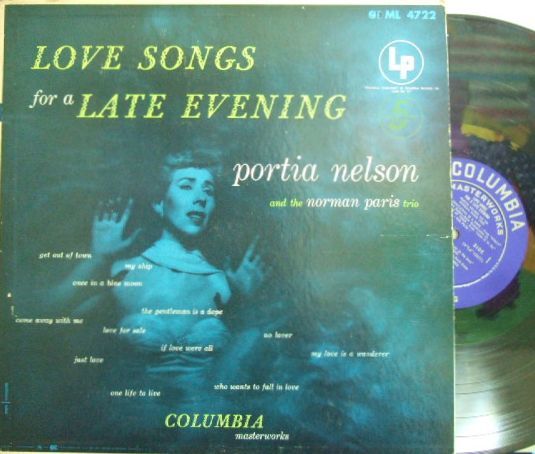 ML 4722
LOVE SONGS
for a LATE EVENING
Lp
portia nelson
and the norman paris trio
get out of town
my ship
once in a blue moon
the gentleman is a dope
come away with me
love for sale
no lover
if love were all
my love is a wanderer
just love
one life to live
who wants to fall in love
COLUMBIA
masterworks
COLUMBIA
MASTERWORKS
SIDE 1